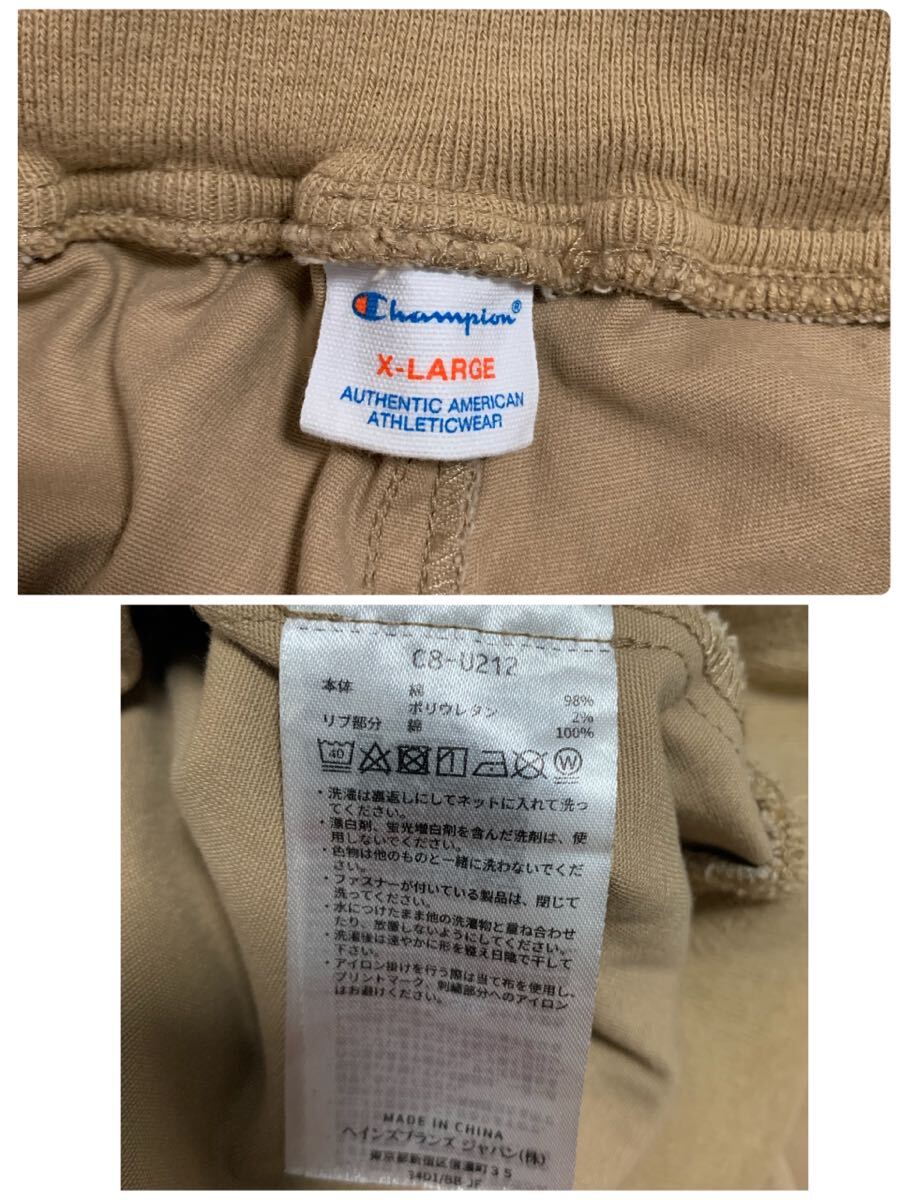 Champion®
X-LARGE
AUTHENTIC AMERICAN
ATHLETICWEAR
C8-U212
本体 綿 98%
ポリウレタン 2%
リブ部分 綿 100%
40 W
・洗濯は裏返しにしてネットに入れて洗っ
てください。
・漂白剤、蛍光増白剤を含んだ洗剤は、使
用しないでください。
・色物は他のものと一緒に洗わないでくだ
さい。
・ファスナーが付いている製品は、閉じて
洗ってください。
・水につけたまま他の洗濯物と重ね合わせ
たり、放置しないようにしてください。
・洗濯後は速やかに形を整え日陰で干して
下さい。
・アイロン掛けを行う際は当て布を使用し、
プリントマーク、刺繍部分へのアイロン
はお避けください。
MADE IN CHINA
ヘインズブランズ ジャパン(株)
東京都新宿区信濃町35
3401/BB JF